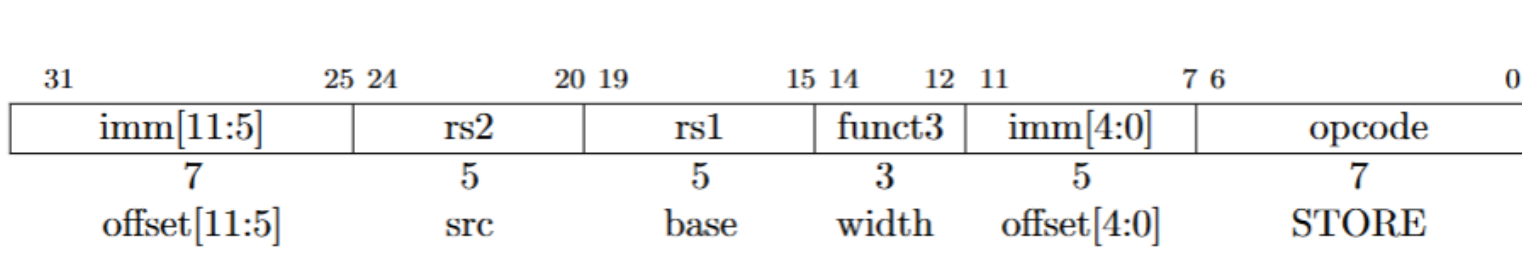 31 25 24 20 19 15 14 12 11 7 6 0
imm[11:5] rs2 rs1 funct3 imm[4:0] opcode
7 5 5 3 5 7
offset[11:5] src base width offset[4:0] STORE